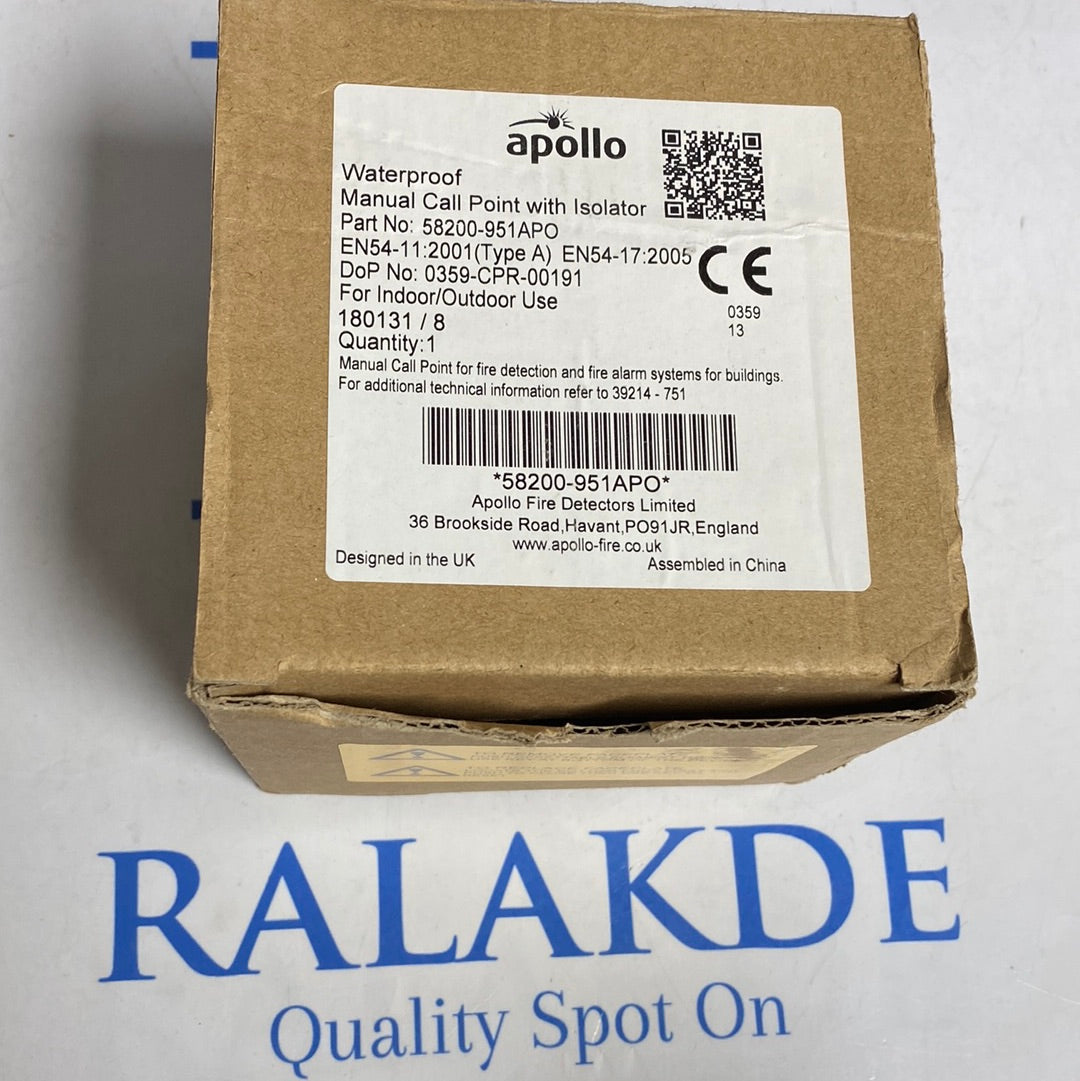 apollo
Waterproof
Manual Call Point with Isolator
Part No: 58200-951APO
EN54-11:2001(Type A) EN54-17:2005
DoP No: 0359-CPR-00191
For Indoor/Outdoor Use
180131 / 8
Quantity:1
CE
0359
13
Manual Call Point for fire detection and fire alarm systems for buildings.
For additional technical information refer to 39214 - 751
*58200-951APO*
Apollo Fire Detectors Limited
36 Brookside Road,Havant,PO91JR,England
www.apollo-fire.co.uk
Designed in the UK
Assembled in China
RALAKDE
Quality Spot On